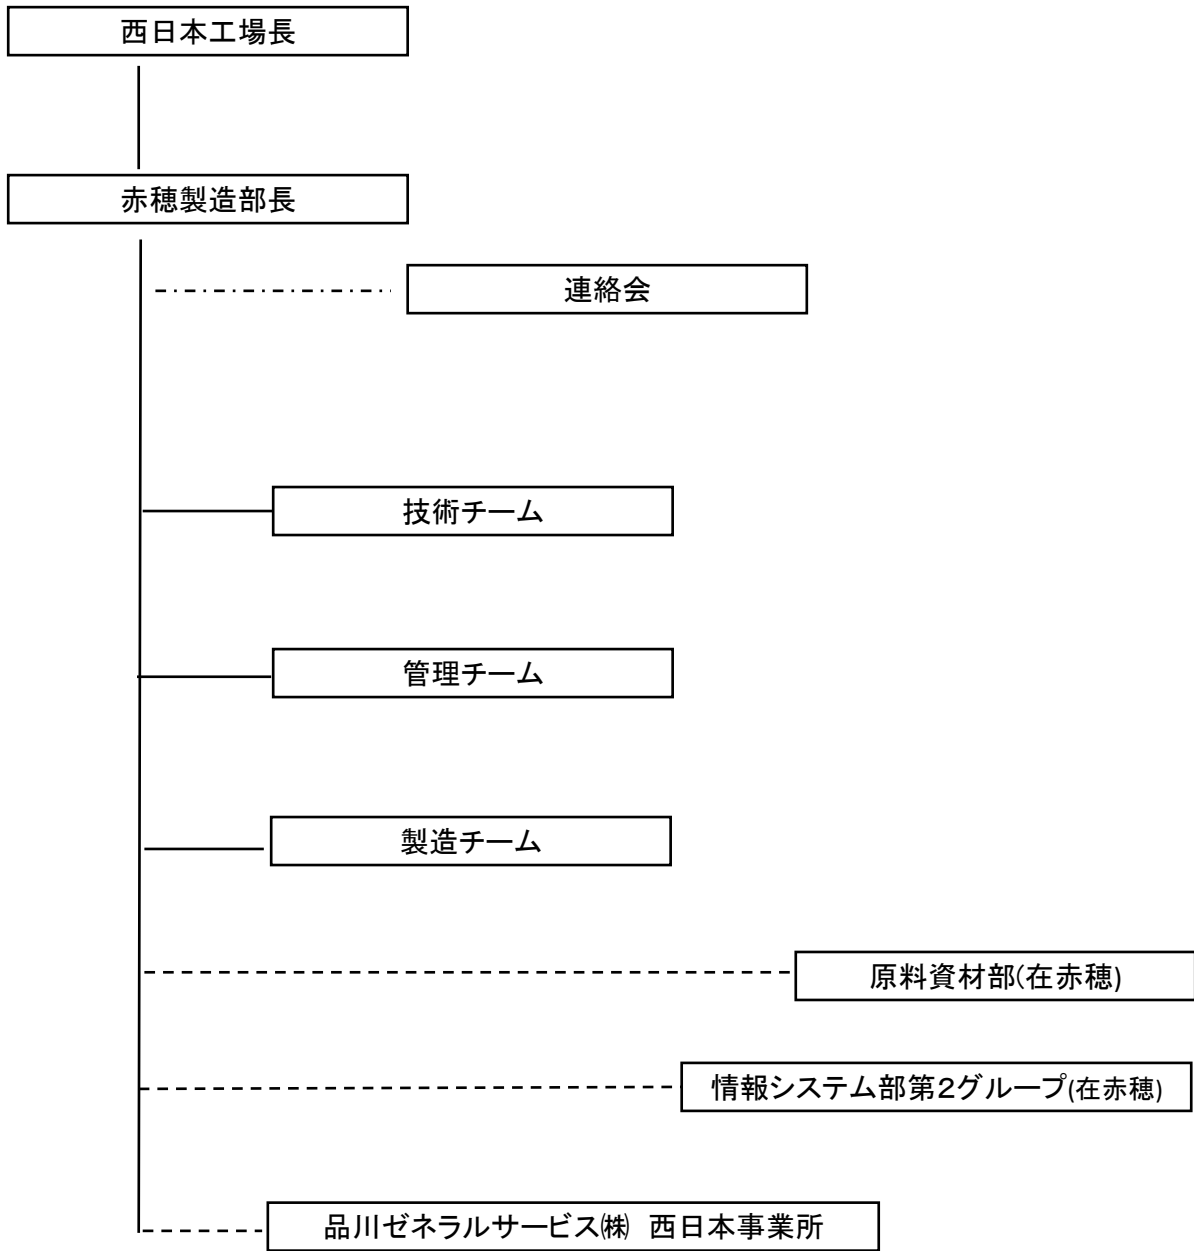 西日本工場長
赤穂製造部長
連絡会
技術チーム
管理チーム
製造チーム
原料資材部(在赤穂)
情報システム部第2グループ(在赤穂)
品川ゼネラルサービス㈱ 西日本事業所